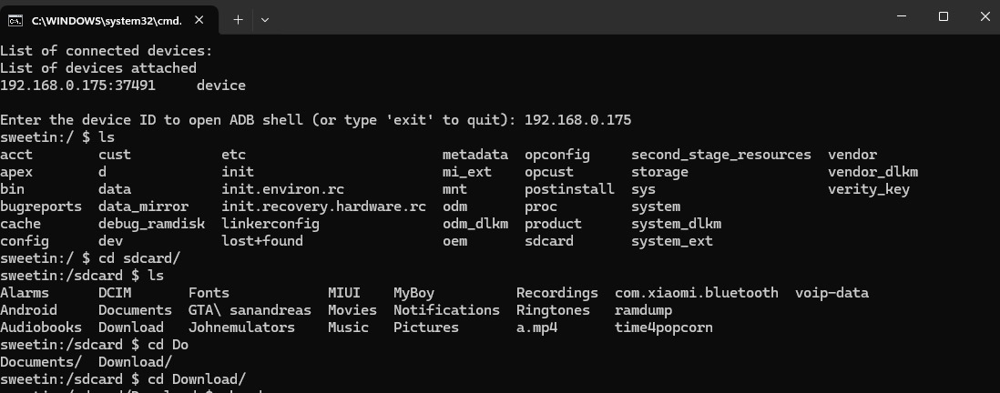 C:\WINDOWS\system32\cmd.
List of connected devices:
List of devices attached
192.168.0.175:37491     device
Enter the device ID to open ADB shell (or type 'exit' to quit): 192.168.0.175
sweetin:/ $ ls
acct        cust           etc                        metadata  opconfig     second_stage_resources  vendor
apex        d              init                       mi_ext    opcust       storage                 vendor_dlkm
bin         data           init.environ.rc            mnt       postinstall  sys                     verity_key
bugreports  data_mirror    init.recovery.hardware.rc  odm       proc         system
cache       debug_ramdisk  linkerconfig               odm_dlkm  product      system_dlkm
config      dev            lost+found                 oem       sdcard       system_ext
sweetin:/ $ cd sdcard/
sweetin:/sdcard $ ls
Alarms      DCIM       Fonts            MIUI    MyBoy          Recordings  com.xiaomi.bluetooth  voip-data
Android     Documents  GTA\ sanandreas  Movies  Notifications  Ringtones   ramdump
Audiobooks  Download   Johnemulators    Music   Pictures       a.mp4       time4popcorn
sweetin:/sdcard $ cd Do
Documents/  Download/
sweetin:/sdcard $ cd Download/